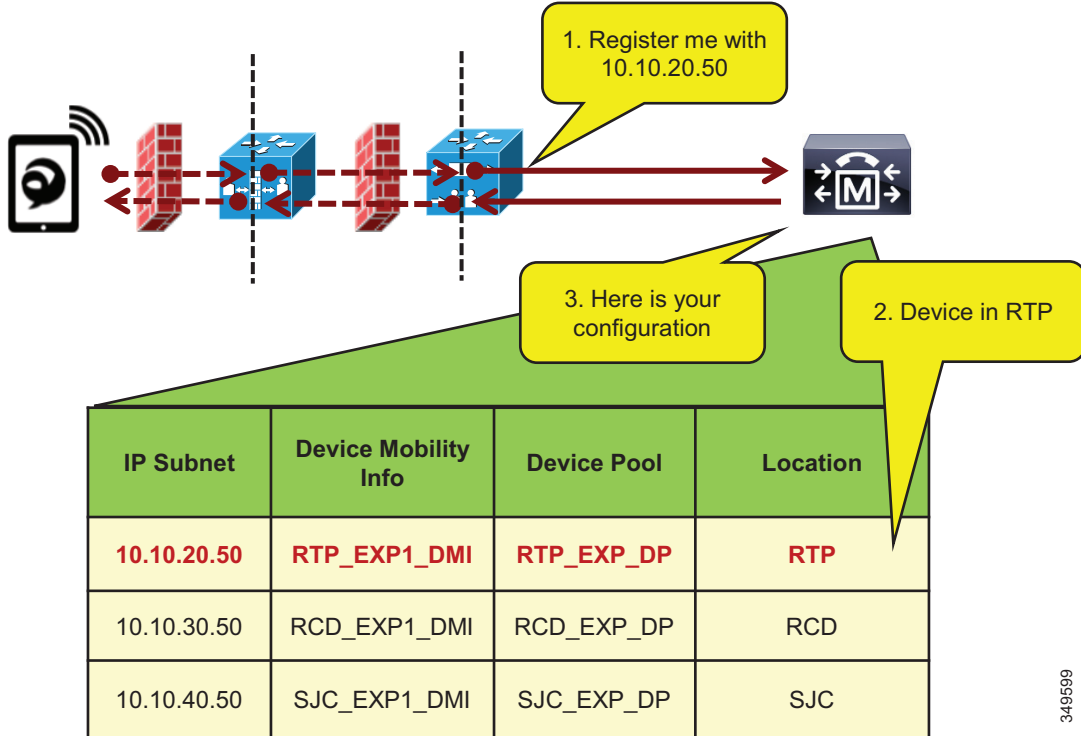 1. Register me with
10.10.20.50
M
3. Here is your
configuration
2. Device in RTP
IP Subnet
Device Mobility
Info
Device Pool
Location
10.10.20.50 RTP_EXP1_DMI RTP_EXP_DP RTP
10.10.30.50 RCD_EXP1_DMI RCD_EXP_DP RCD
10.10.40.50 SJC_EXP1_DMI SJC_EXP_DP SJC
349599